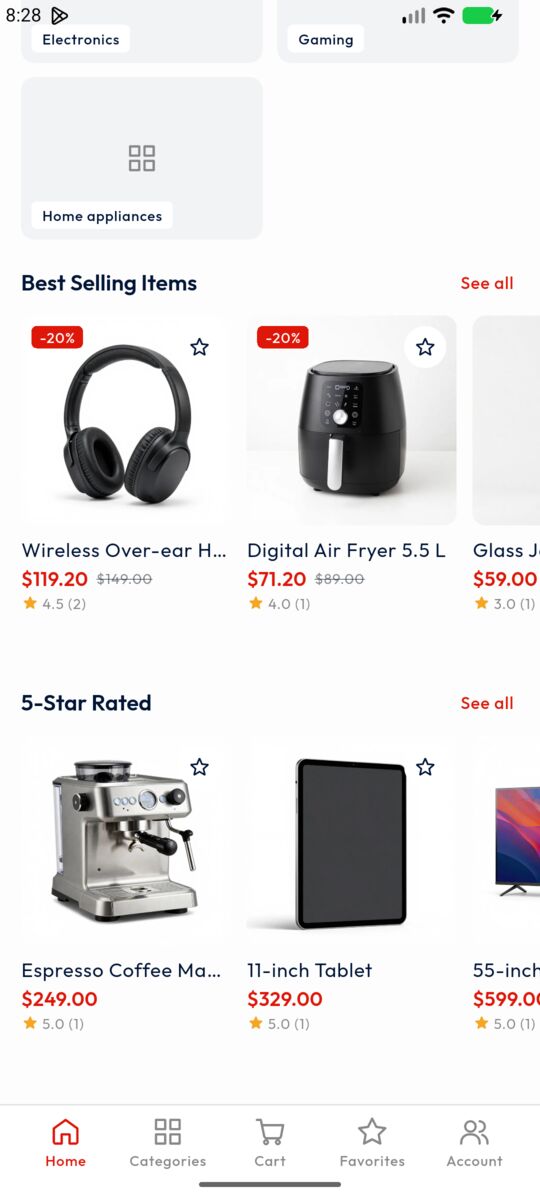 8:28
Electronics
Gaming
Home appliances
Best Selling Items
See all
-20%
-20%
Wireless Over-ear H...
Digital Air Fryer 5.5 L
Glass J
$119.20 $149.00
$71.20 $89.00
$59.00
4.5 (2)
4.0 (1)
3.0 (1)
5-Star Rated
See all
Espresso Coffee Ma...
11-inch Tablet
55-inch
$249.00
$329.00
$599.00
5.0 (1)
5.0 (1)
5.0 (1)
Home
Categories
Cart
Favorites
Account